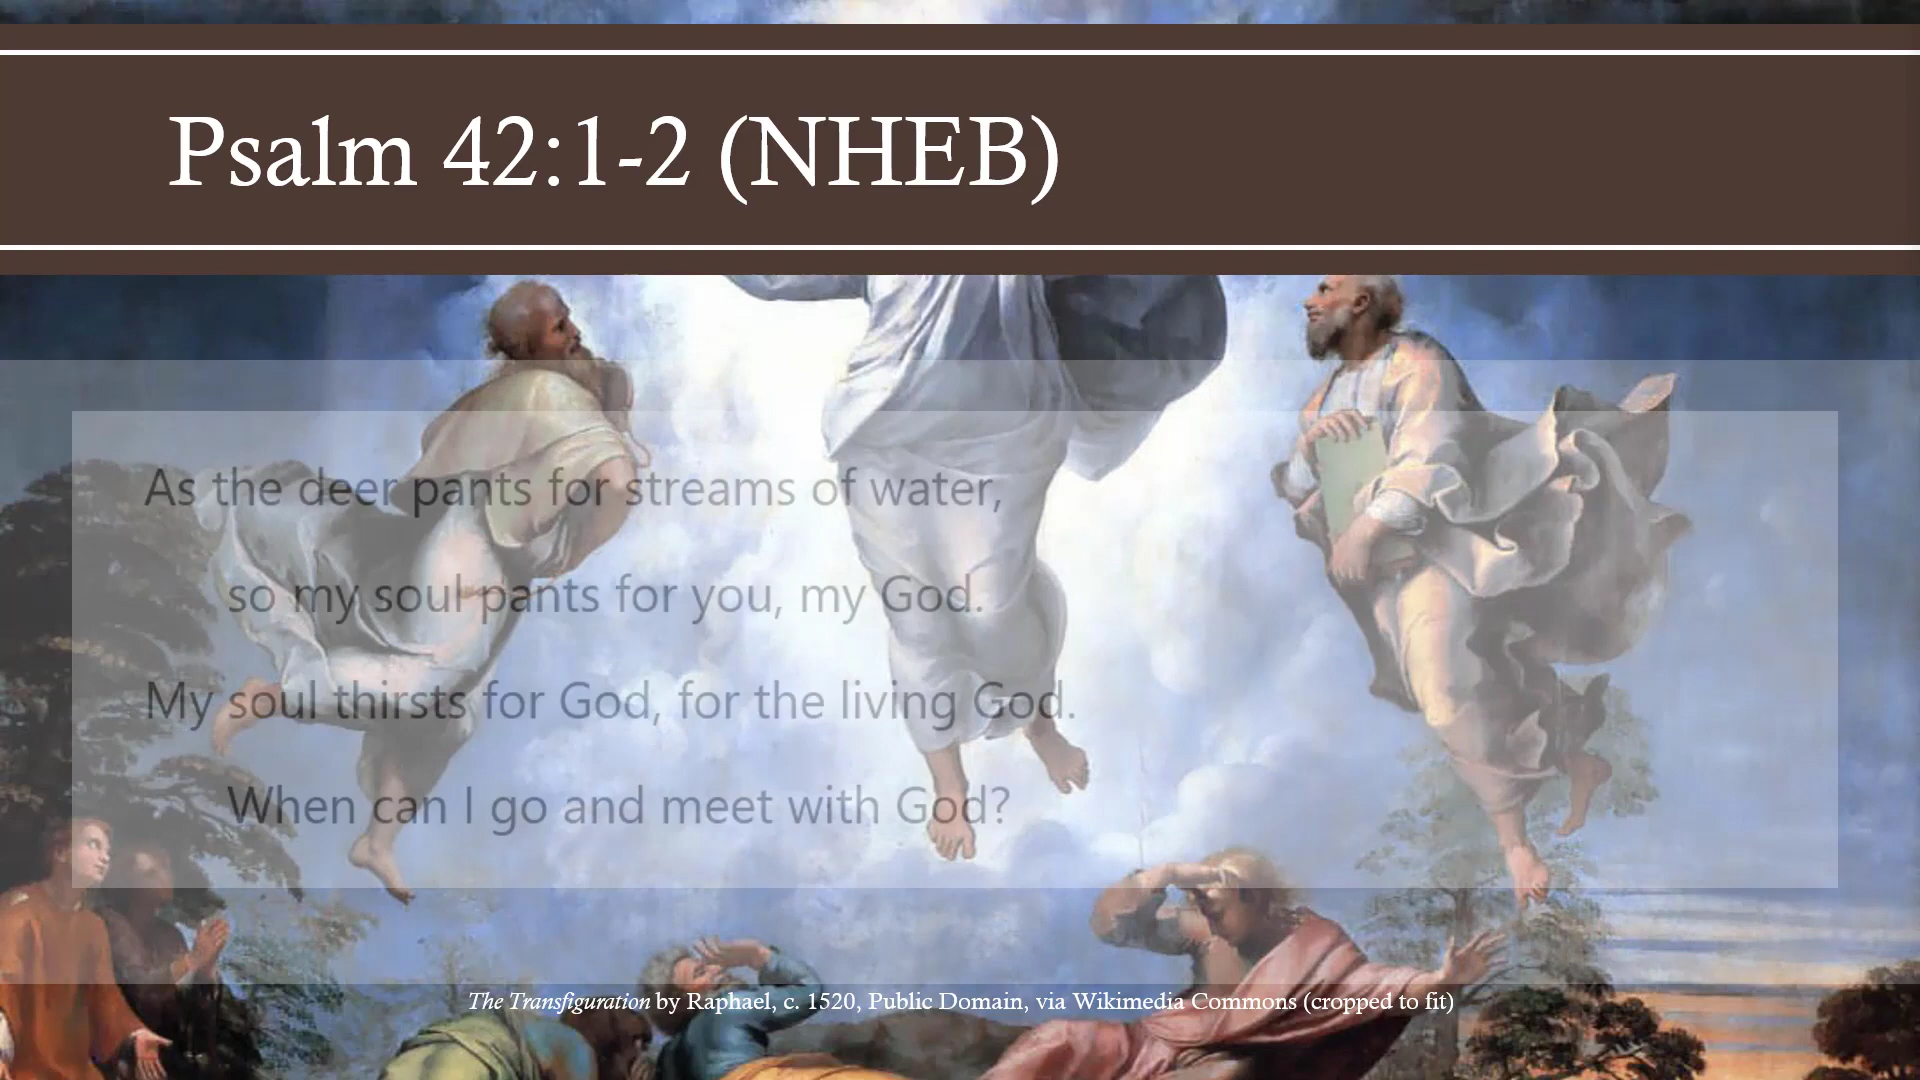 Psalm 42:1-2 (NHEB)
As the deer pants for streams of water,
so my soul pants for you, my God.
My soul thirsts for God, for the living God.
When can I go and meet with God?
The Transfiguration by Raphael, c. 1520, Public Domain, via Wikimedia Commons (cropped to fit)